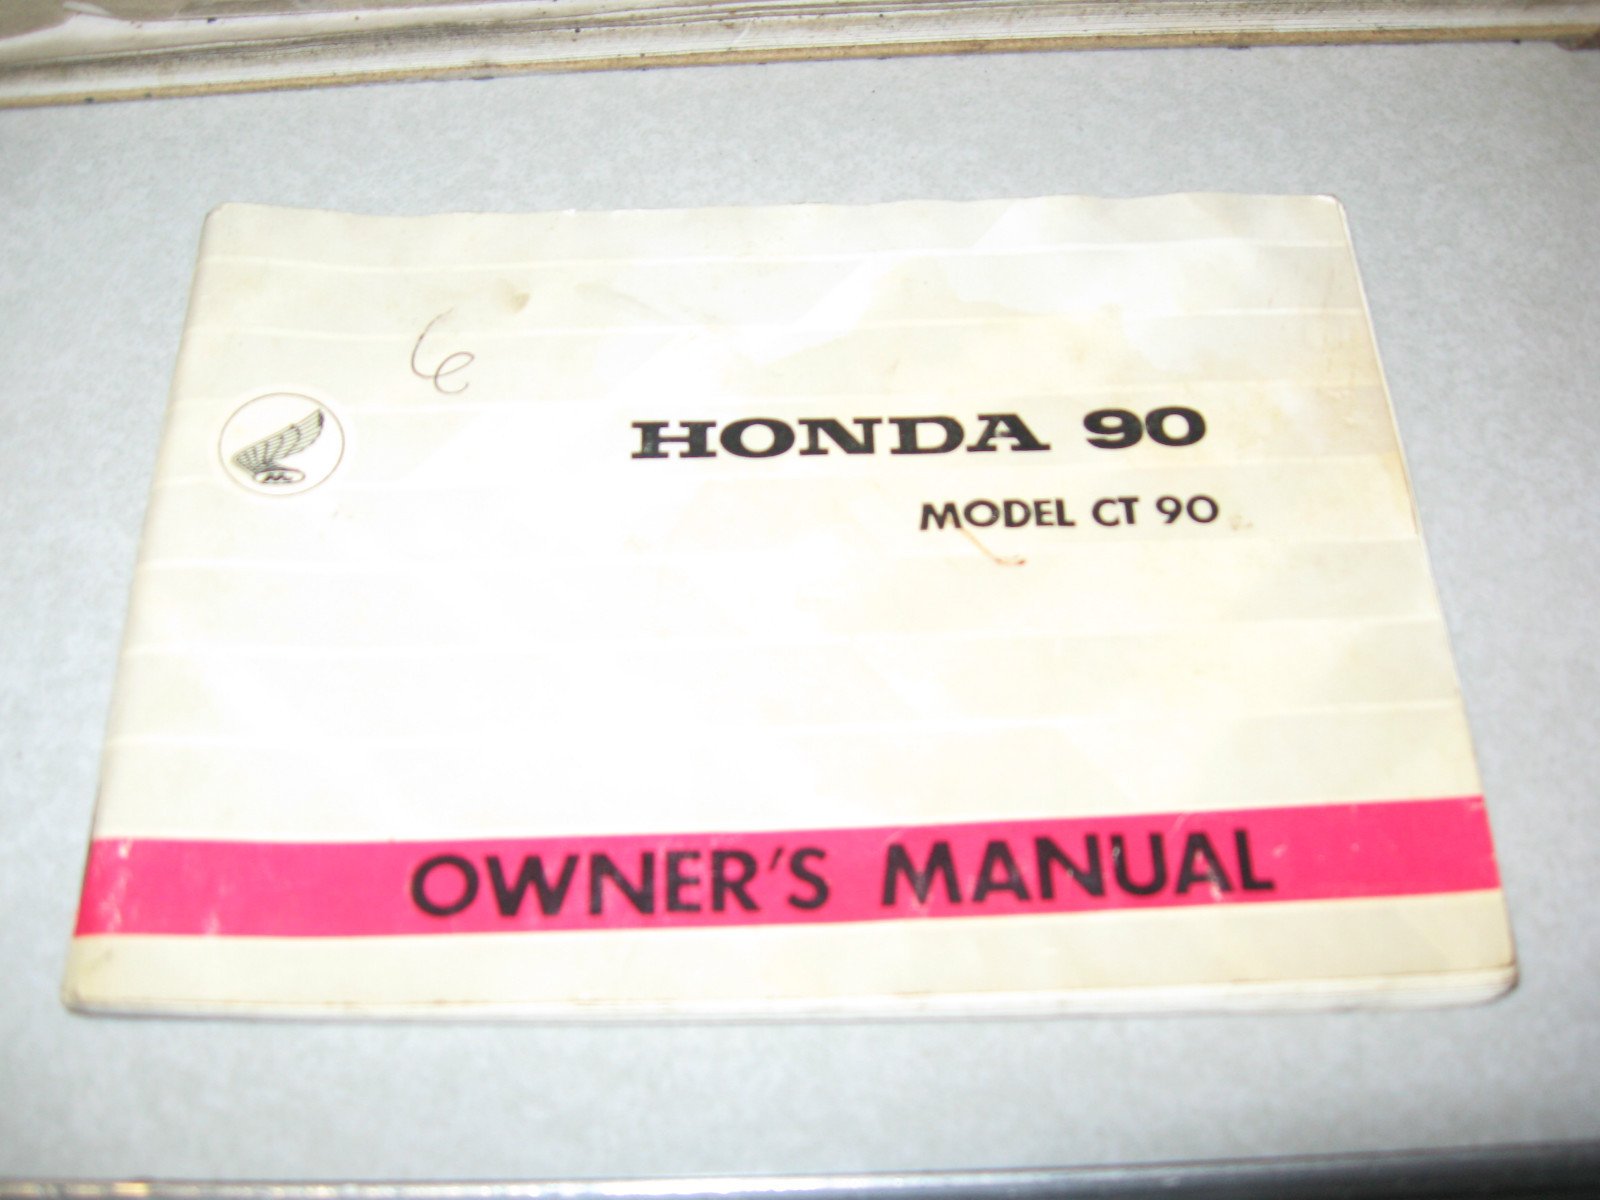 HONDA 90
MODEL CT 90
OWNER'S MANUAL